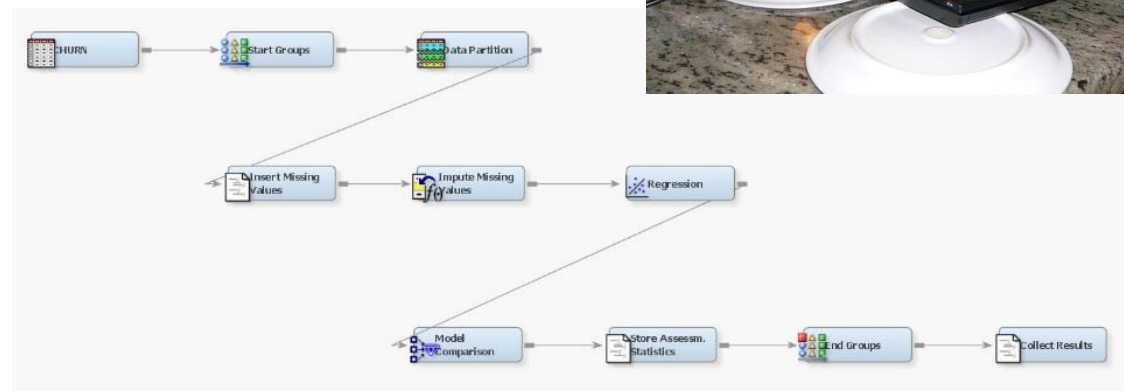 CHURN
Start Groups
Data Partition
Insert Missing
Values
Impute Missing
Values
Regression
Model
Comparison
Store Assessm.
Statistics
End Groups
Collect Results